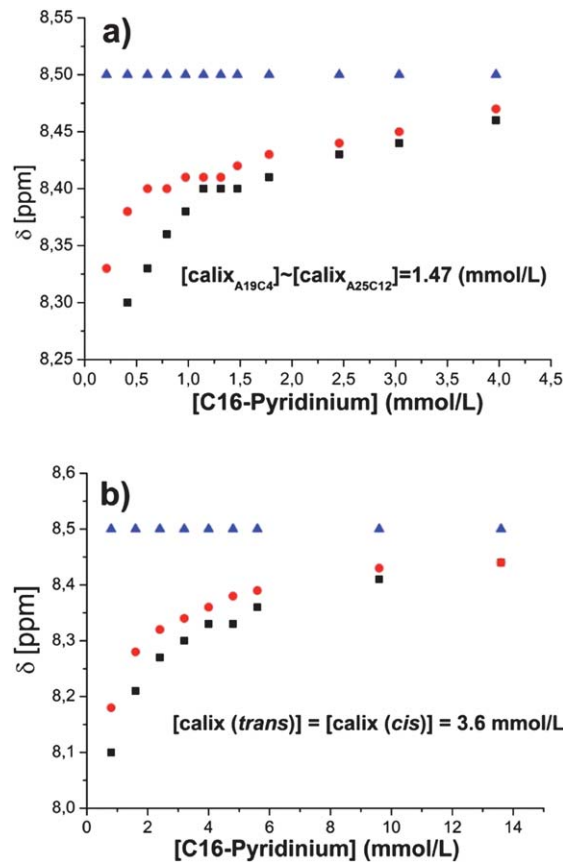 a)
8,55
8,50
8,45
8,40
8,35
8,30
8,25
δ [ppm]
[calixA19C4]~[calixA25C12]=1.47 (mmol/L)
0,0 0,5 1,0 1,5 2,0 2,5 3,0 3,5 4,0 4,5
[C16-Pyridinium] (mmol/L)
b)
8,6
8,5
8,4
8,3
8,2
8,1
8,0
δ [ppm]
[calix (trans)] = [calix (cis)] = 3.6 mmol/L
0 2 4 6 8 10 12 14
[C16-Pyridinium] (mmol/L)